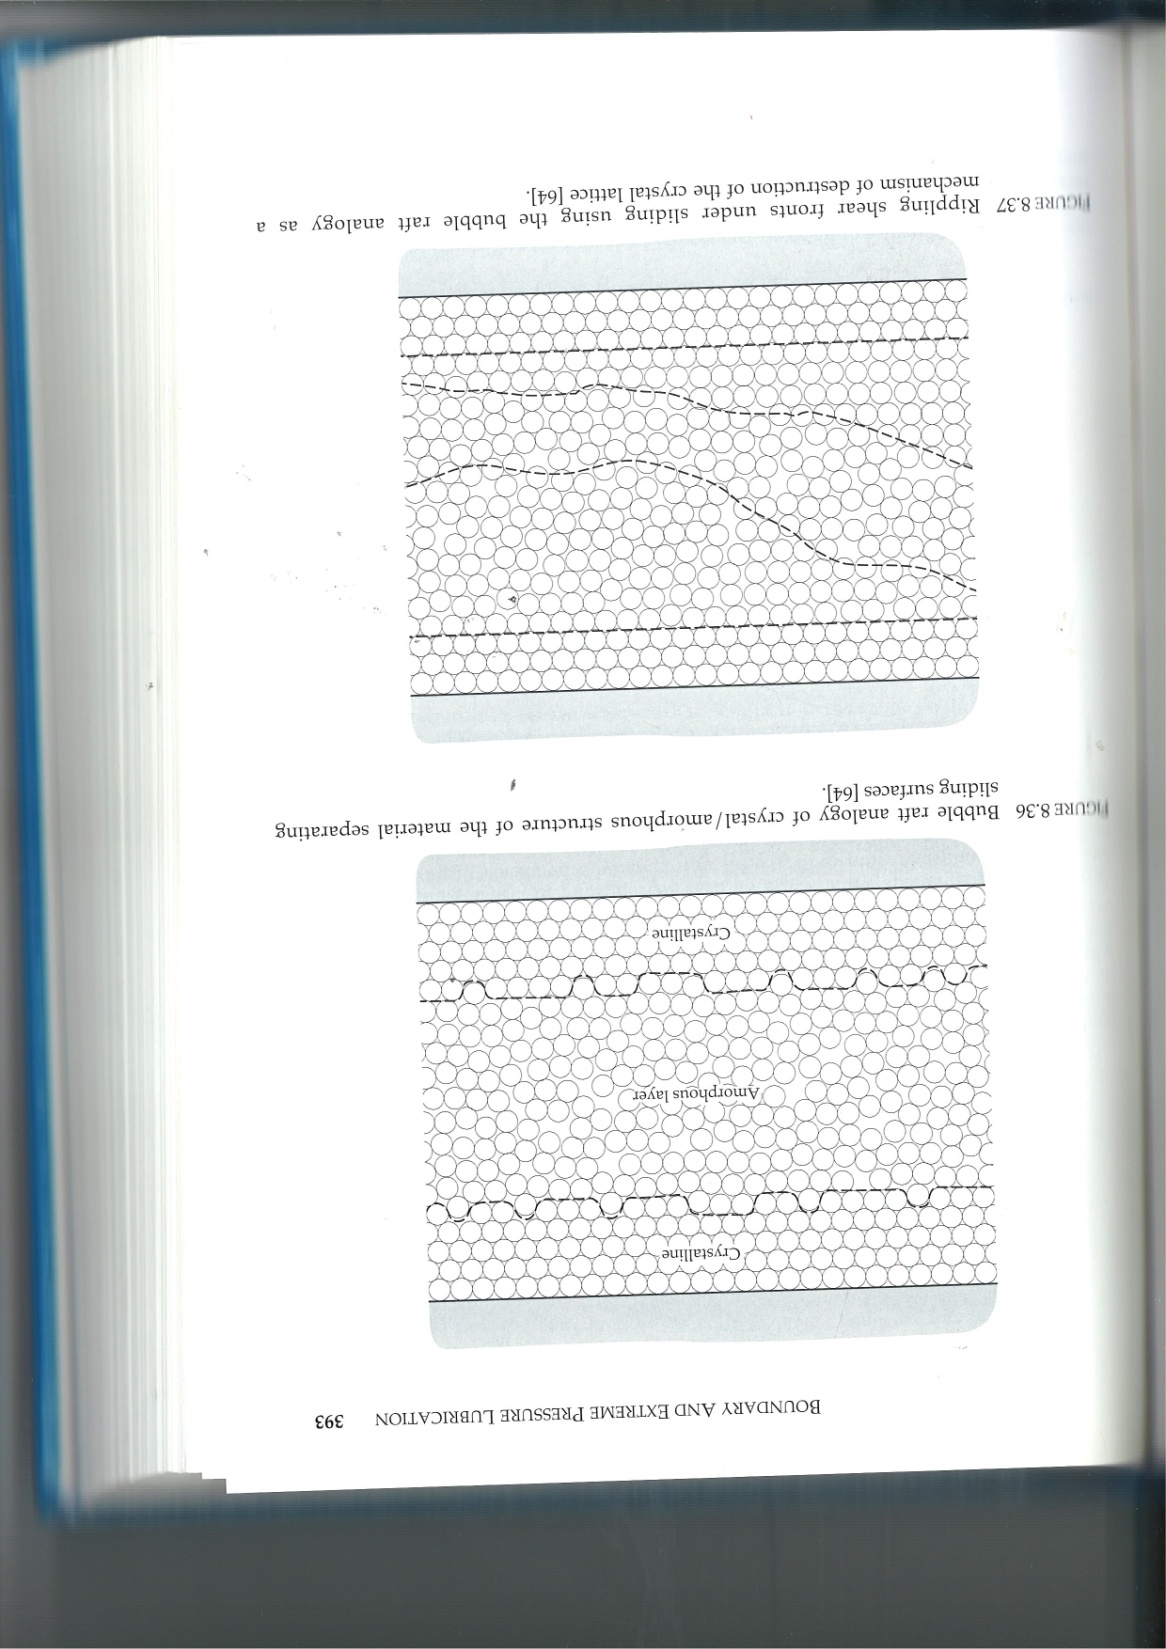 BOUNDARY AND EXTREME PRESSURE LUBRICATION 393
Crystalline
Amorphous layer
Crystalline
FIGURE 8.36 Bubble raft analogy of crystal/amorphous structure of the material separating
sliding surfaces [64].
FIGURE 8.37 Rippling shear fronts under sliding using the bubble raft analogy as a
mechanism of destruction of the crystal lattice [64].